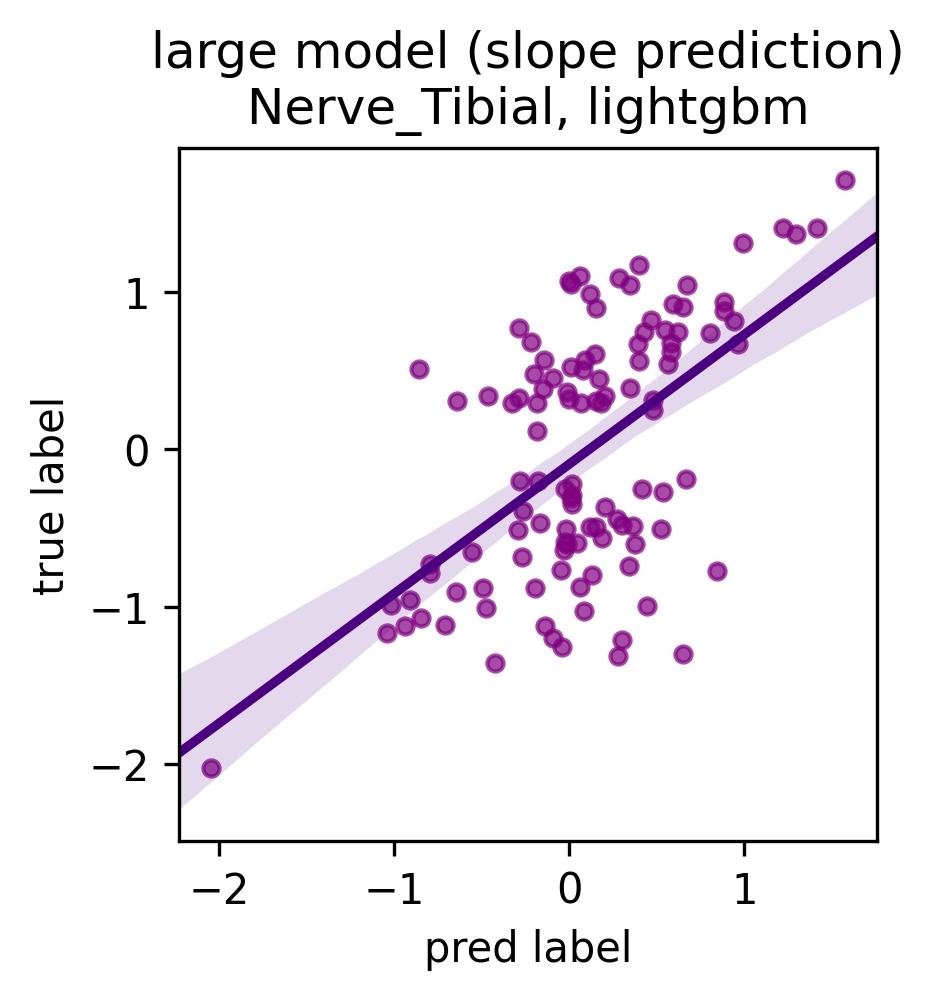 large model (slope prediction)
Nerve_Tibial, lightgbm
true label
1
0
−1
−2
−2
−1
0
1
pred label